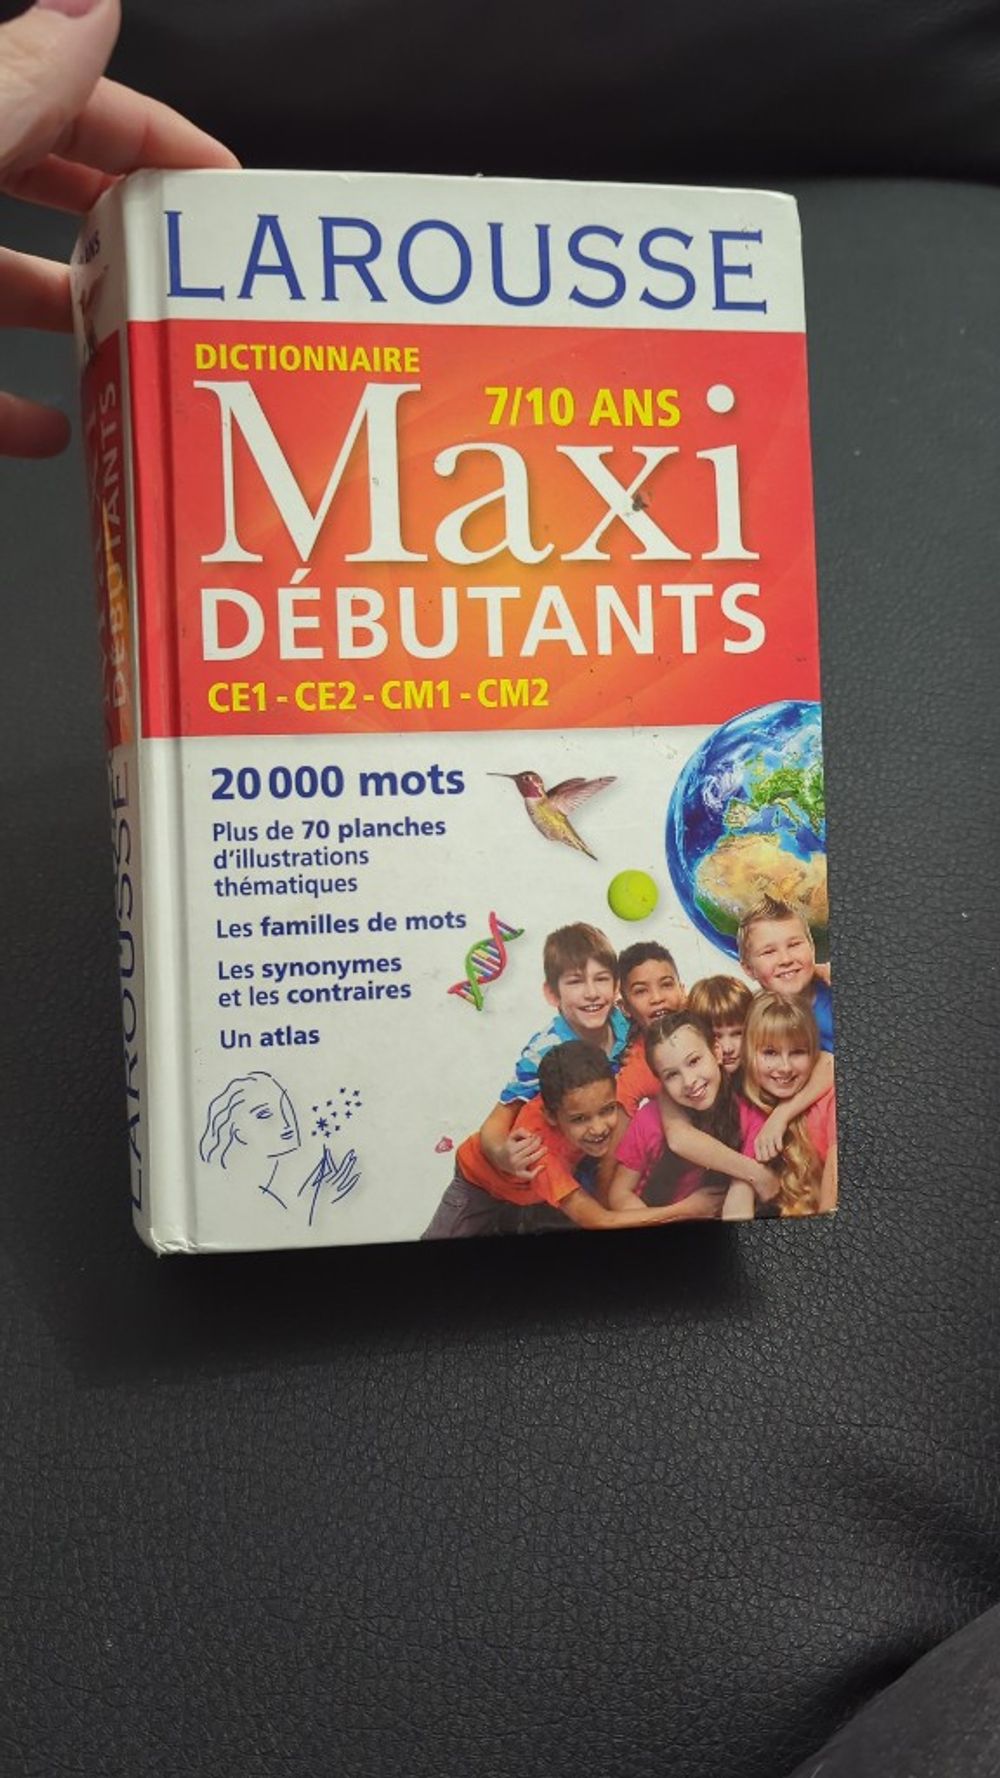 LAROUSSE
DICTIONNAIRE
7/10 ANS
Maxi
DÉBUTANTS
CE1 - CE2 - CM1 - CM2
20 000 mots
Plus de 70 planches
d'illustrations
thématiques
Les familles de mots
Les synonymes
et les contraires
Un atlas
ANS
DÉBUTANTS
LAROUSSE